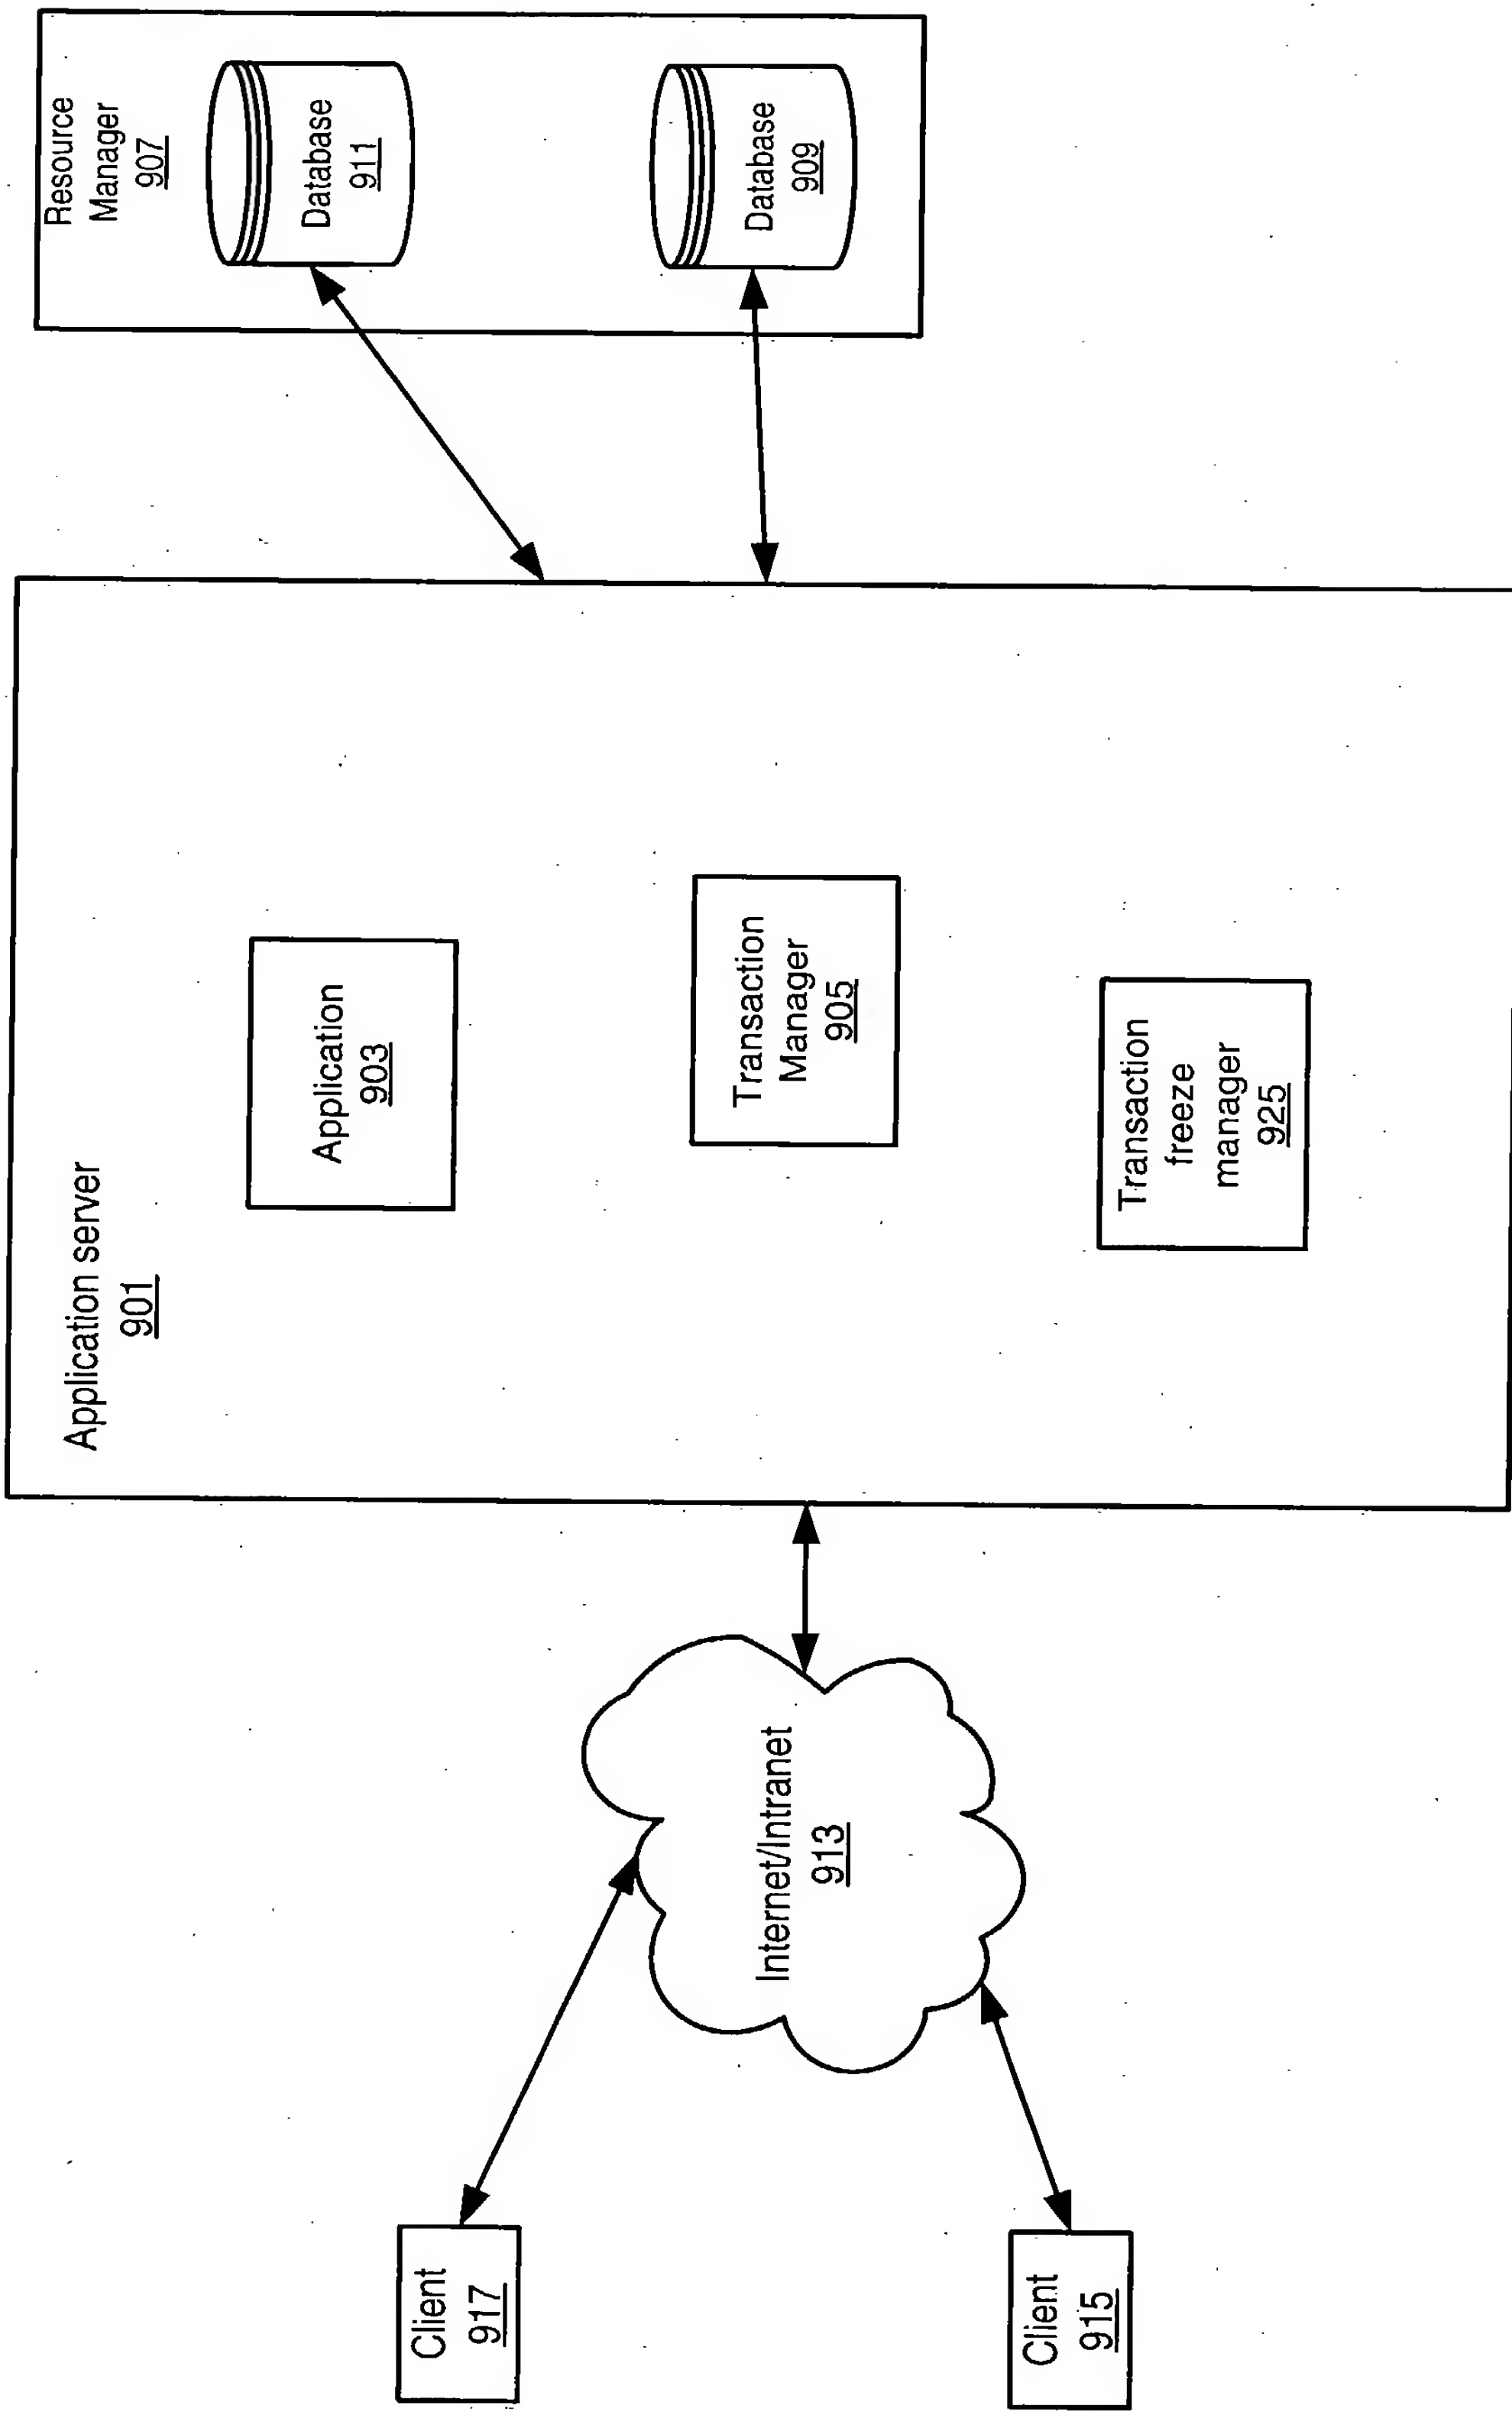 Application server
901
Resource
Manager
907
Client
917
Application
903
Database
911
Internet/Intranet
913
Transaction
Manager
905
Database
909
Client
915
Transaction
freeze
manager
925